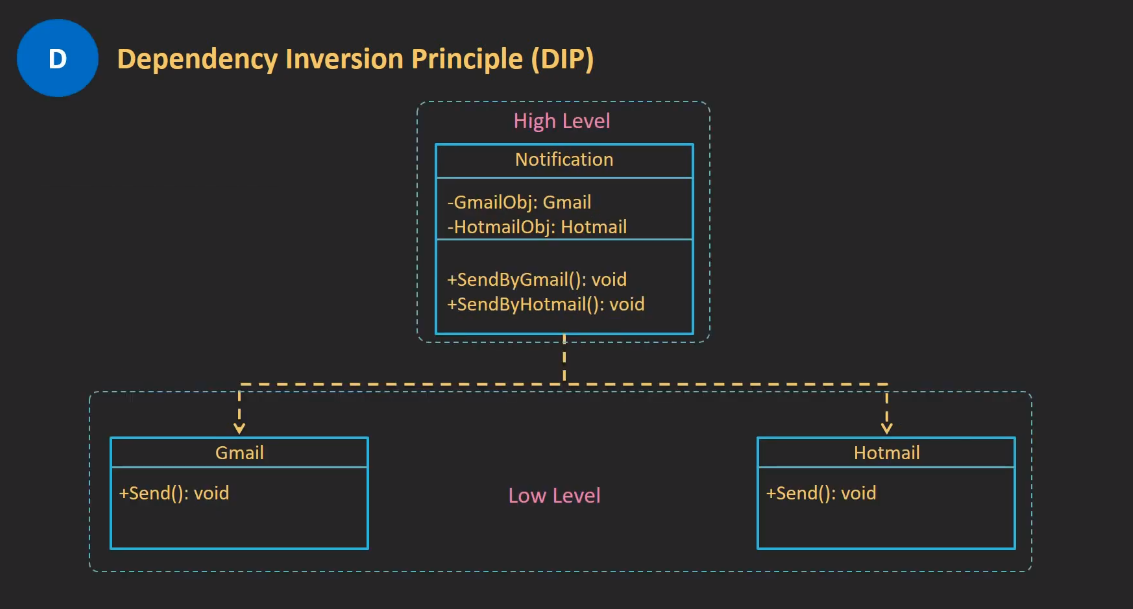 D
Dependency Inversion Principle (DIP)
High Level
Notification
-GmailObj: Gmail
-HotmailObj: Hotmail
+SendByGmail(): void
+SendByHotmail(): void
Gmail
+Send(): void
Low Level
Hotmail
+Send(): void